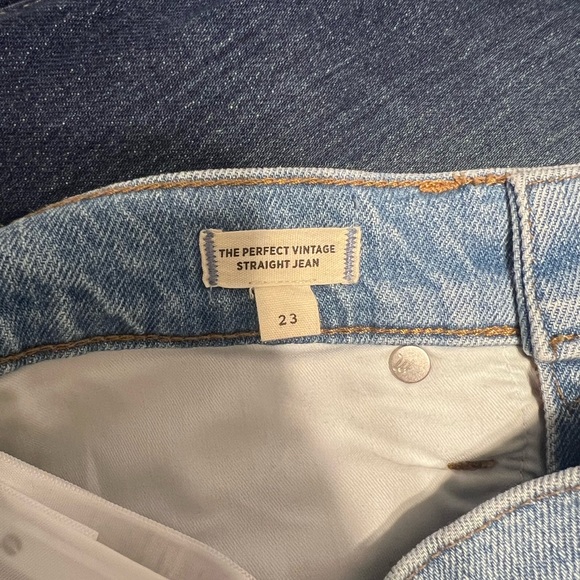 THE PERFECT VINTAGE
STRAIGHT JEAN
23